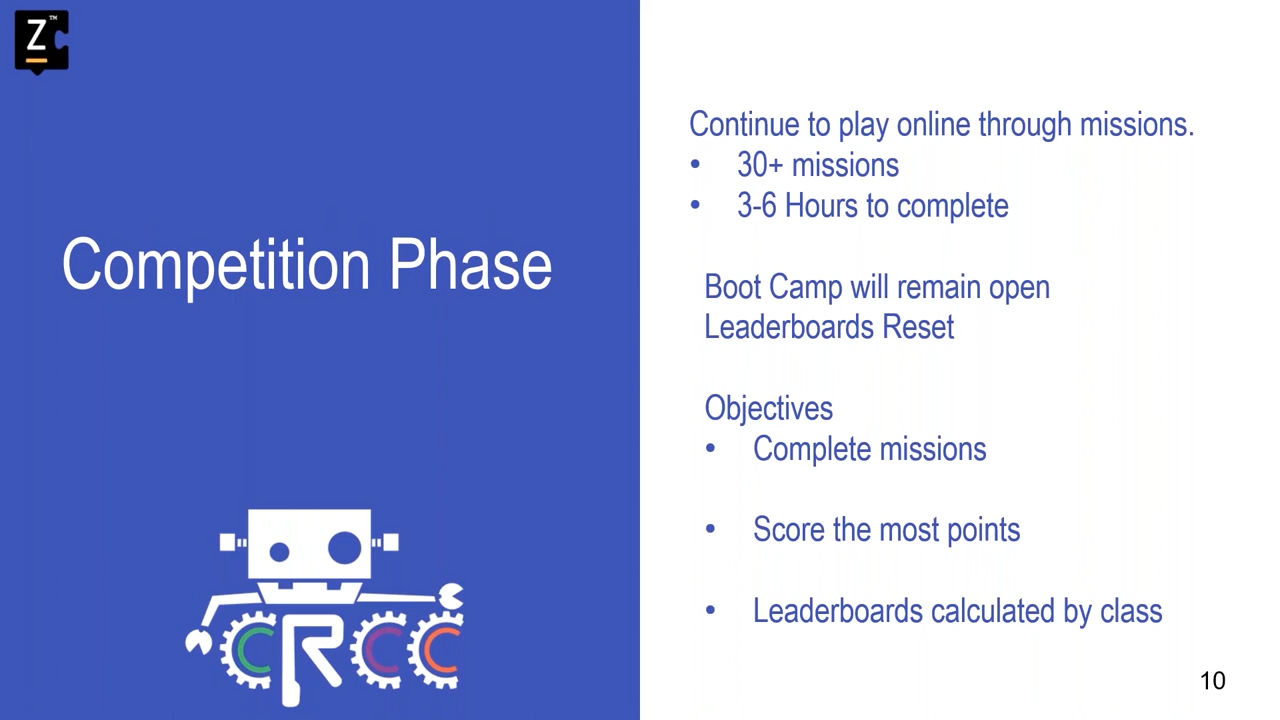 Z™
Competition Phase
CRCC
Continue to play online through missions.
• 30+ missions
• 3-6 Hours to complete
Boot Camp will remain open
Leaderboards Reset
Objectives
• Complete missions
• Score the most points
• Leaderboards calculated by class
10